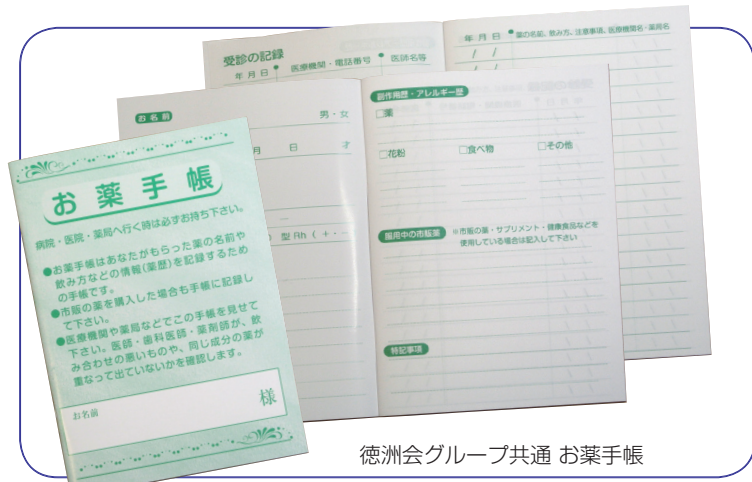 受診の記録
年 月 日 医療機関・電話番号 医師名等
年 月 日 薬の名前、飲み方、注意事項、医療機関名・薬局名
/ /
/ /
お名前
男・女
月 日 才
型 Rh ( + ・ −
副作用歴・アレルギー歴
□薬
□花粉 □食べ物 □その他
服用中の市販薬 ※市販の薬・サプリメント・健康食品などを
使用している場合は記入して下さい
特記事項
お薬手帳
病院・医院・薬局へ行く時は必ずお持ち下さい。
●お薬手帳はあなたがもらった薬の名前や
飲み方などの情報(薬歴)を記録するため
の手帳です。
●市販の薬を購入した場合も手帳に記録し
て下さい。
●医療機関や薬局などでこの手帳を見せて
下さい。医師・歯科医師・薬剤師が、飲
み合わせの悪いものや、同じ成分の薬が
重なって出ていないかを確認します。
お名前 様
徳洲会グループ共通 お薬手帳